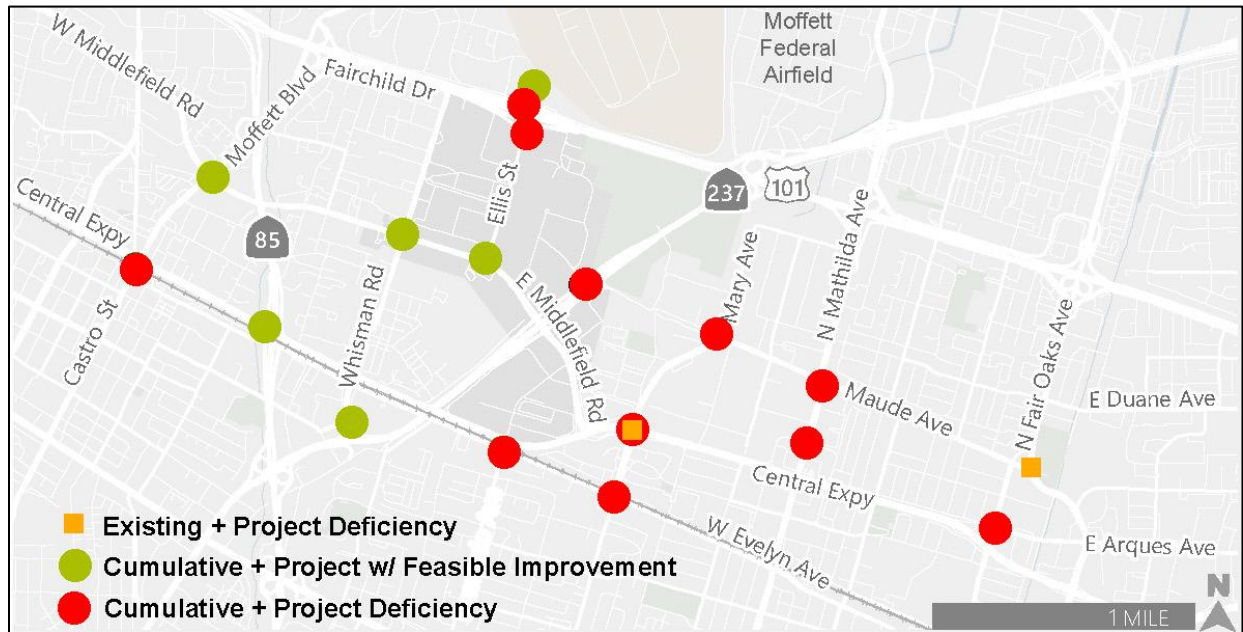 Moffett
Federal
Airfield
W Middlefield Rd
Moffett Blvd
Fairchild Dr
Ellis St
Central Expy
85
237
101
Mary Ave
N Mathilda Ave
N Fair Oaks Ave
Castro St
Whisman Rd
E Middlefield Rd
Maude Ave
E Duane Ave
Central Expy
W Evelyn Ave
E Arques Ave
Existing + Project Deficiency
Cumulative + Project w/ Feasible Improvement
Cumulative + Project Deficiency
N
1 MILE